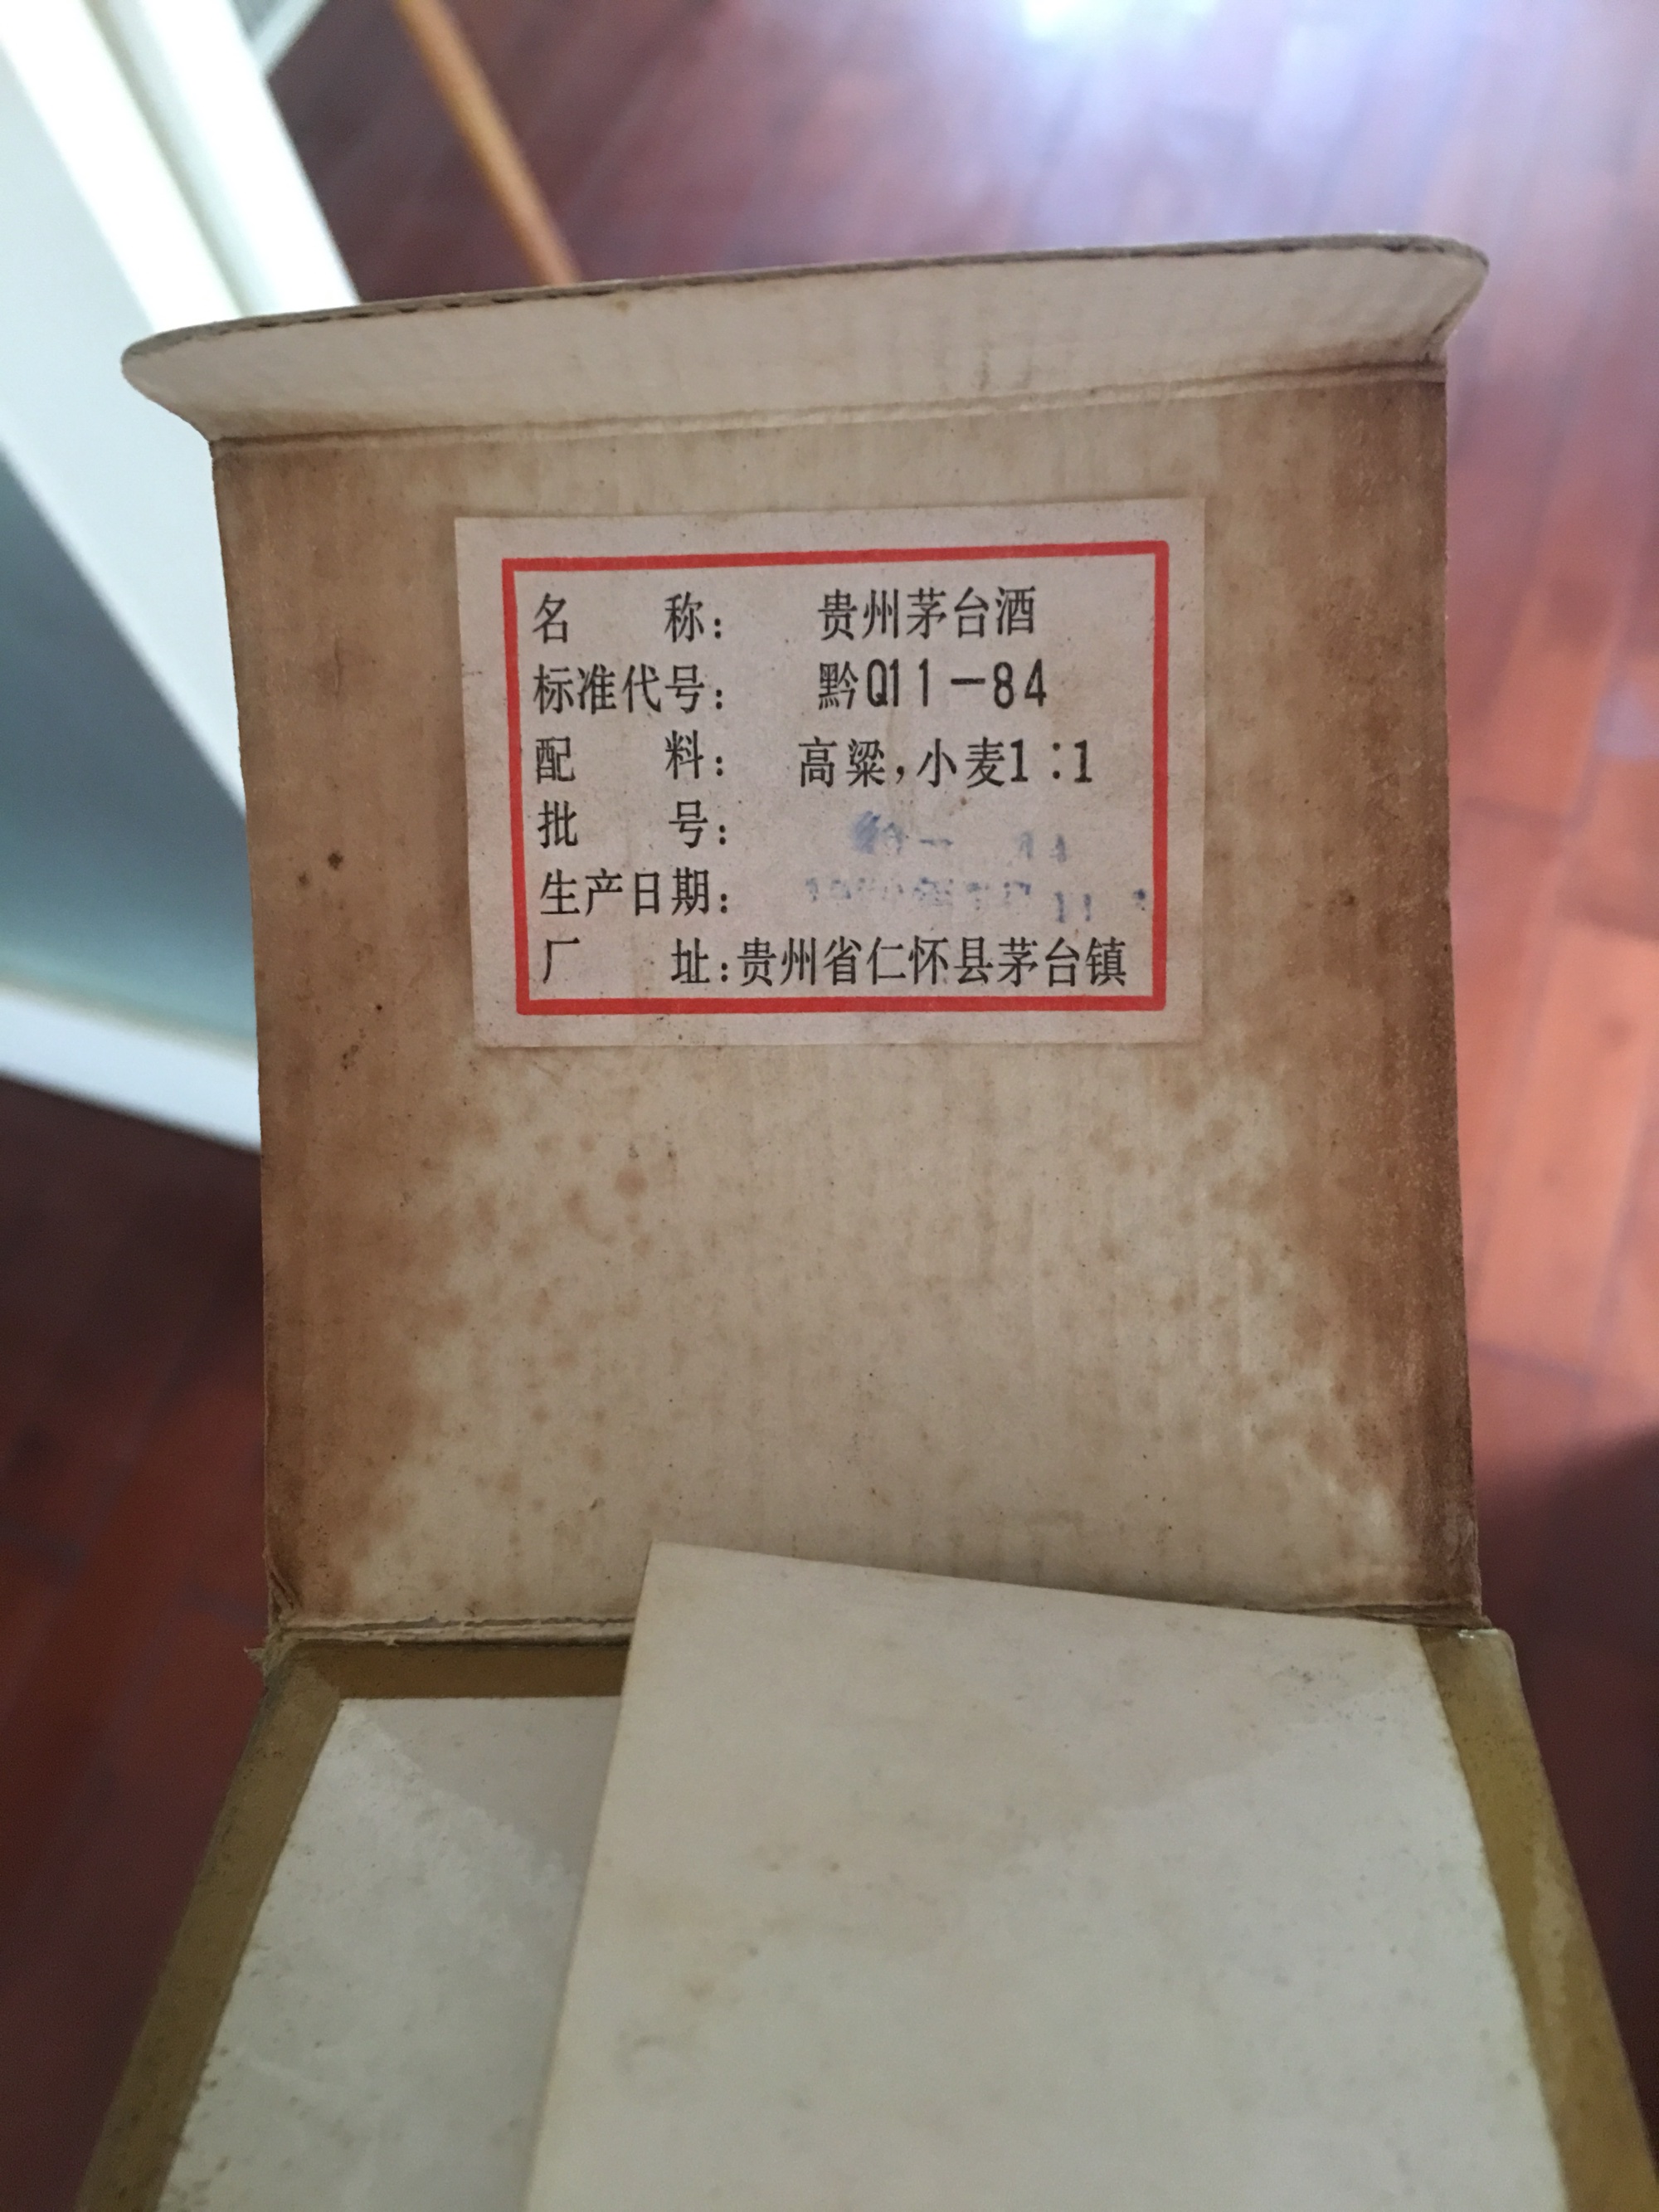 名 称： 贵州茅台酒
标准代号： 黔Q11－84
配 料： 高粱，小麦1：1
批 号：
生产日期：
厂 址：贵州省仁怀县茅台镇